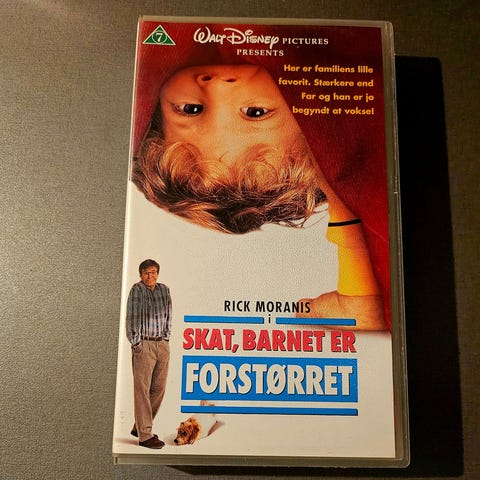 7
WALT DISNEY PICTURES
PRESENTS
Her er familiens lille
favorit. Stærkere end
Far og han er jo
begyndt at vokse!
RICK MORANIS
i
SKAT, BARNET ER
FORSTØRRET